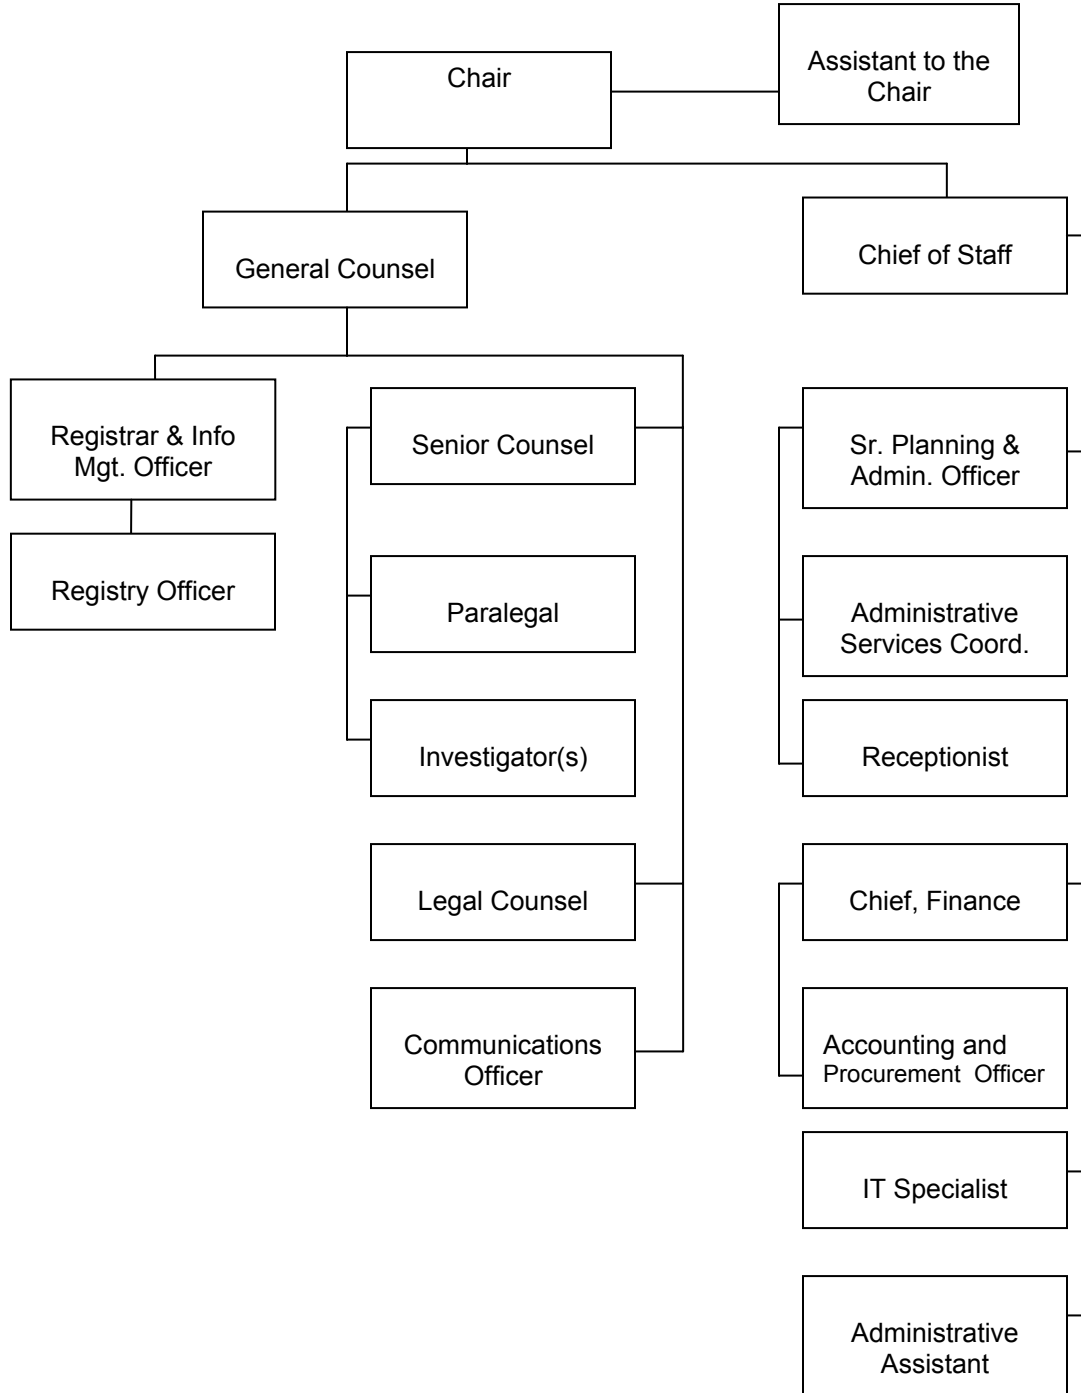 Assistant to the
Chair
Chair
General Counsel
Chief of Staff
Registrar & Info
Mgt. Officer
Registry Officer
Senior Counsel
Paralegal
Investigator(s)
Legal Counsel
Communications
Officer
Sr. Planning &
Admin. Officer
Administrative
Services Coord.
Receptionist
Chief, Finance
Accounting and
Procurement Officer
IT Specialist
Administrative
Assistant